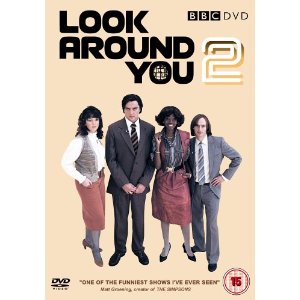 BBC DVD
LOOK
AROUND
YOU 2
"ONE OF THE FUNNIEST SHOWS I'VE EVER SEEN"
Matt Groening, creator of THE SIMPSONS
DVD
VIDEO
15